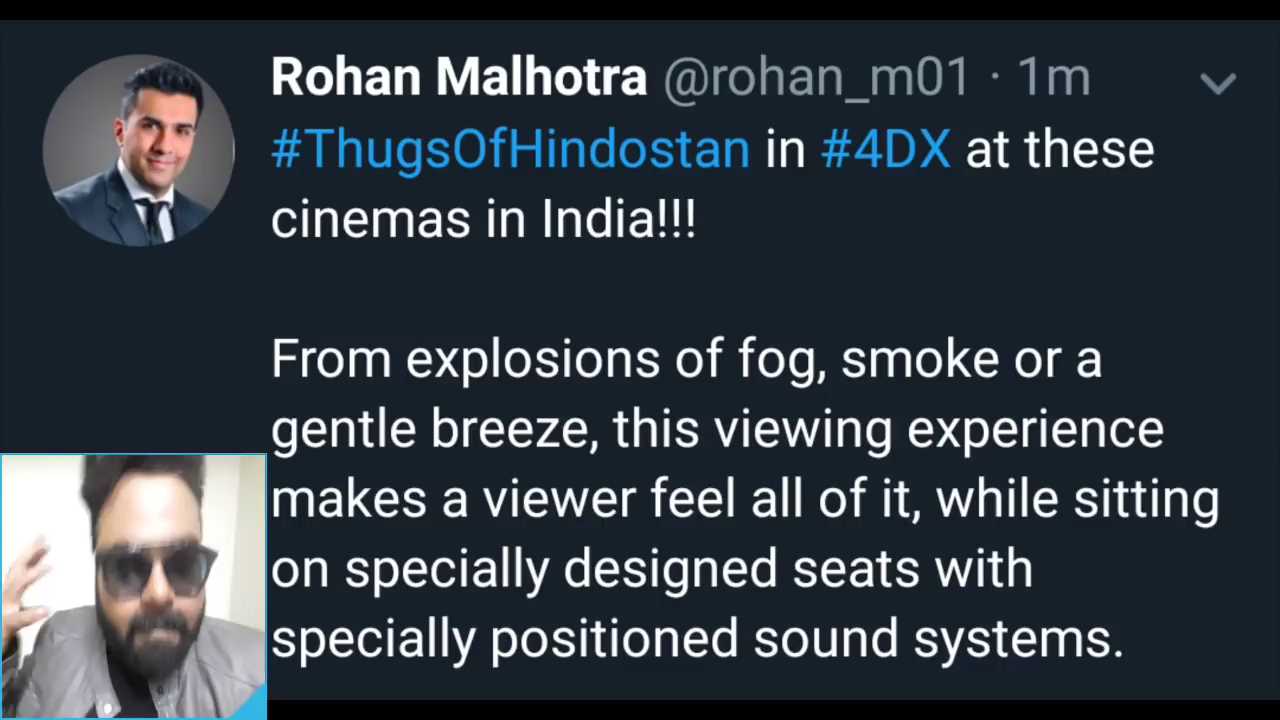 Rohan Malhotra @rohan_m01 · 1m
#ThugsOfHindostan in #4DX at these
cinemas in India!!!
From explosions of fog, smoke or a
gentle breeze, this viewing experience
makes a viewer feel all of it, while sitting
on specially designed seats with
specially positioned sound systems.